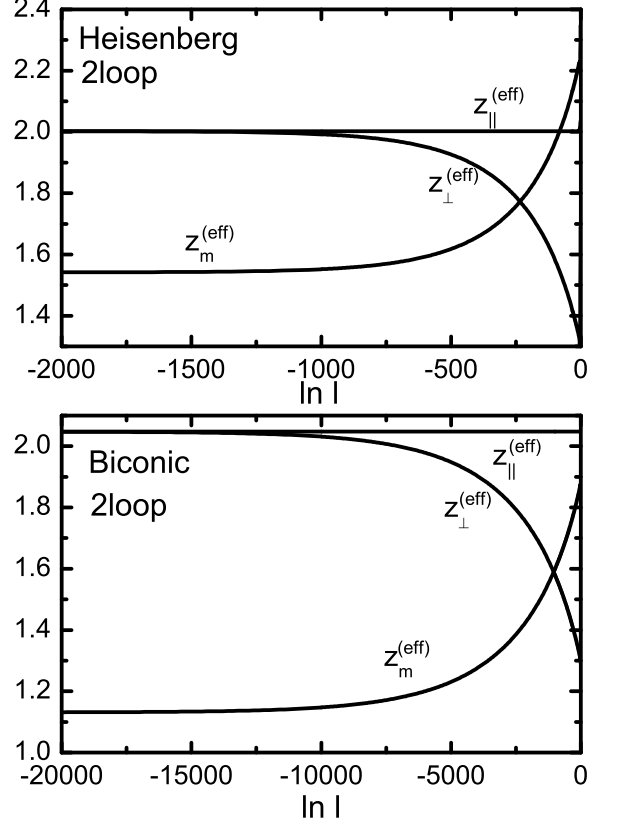 2.4
Heisenberg
2loop
2.2
z∥(eff)
2.0
z⊥(eff)
1.8
zm(eff)
1.6
1.4
-2000 -1500 -1000 -500 0
ln l
2.0
Biconic
z∥(eff)
2loop
z⊥(eff)
1.8
1.6
1.4
zm(eff)
1.2
1.0
-20000 -15000 -10000 -5000 0
ln l